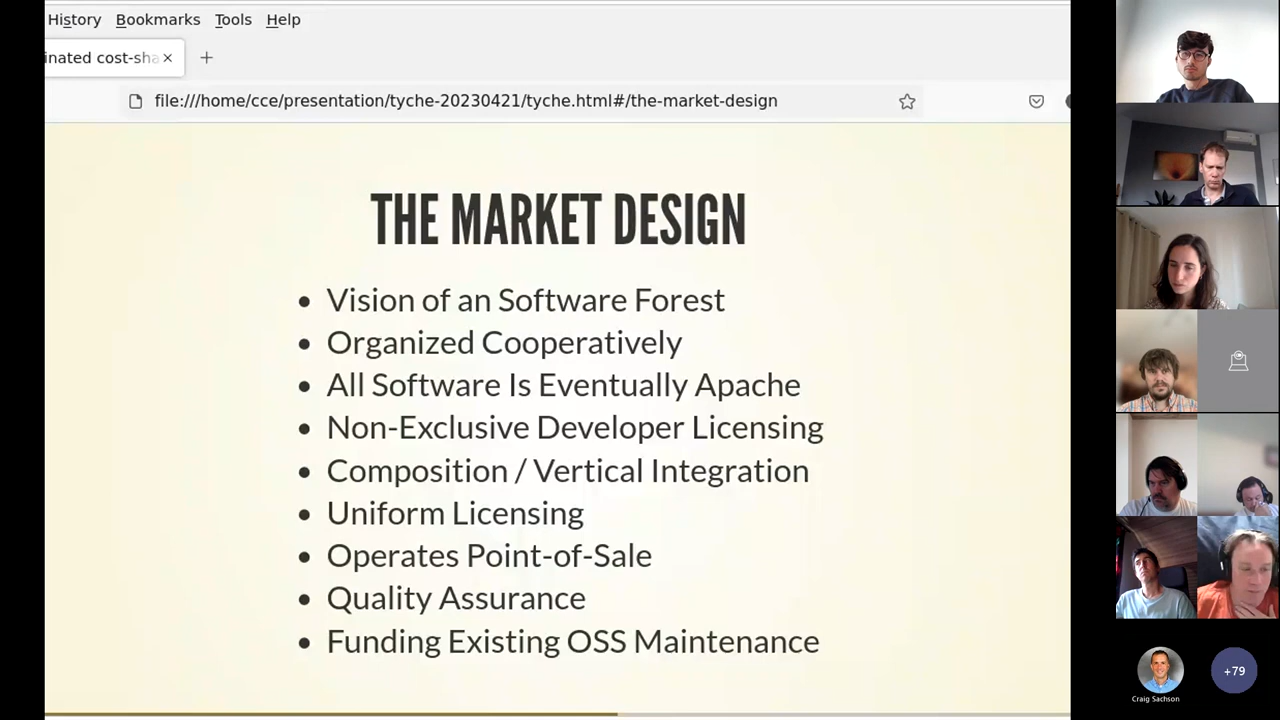 History Bookmarks Tools Help
inated cost-sha
file:///home/cce/presentation/tyche-20230421/tyche.html#/the-market-design
THE MARKET DESIGN
Vision of an Software Forest
Organized Cooperatively
All Software Is Eventually Apache
Non-Exclusive Developer Licensing
Composition / Vertical Integration
Uniform Licensing
Operates Point-of-Sale
Quality Assurance
Funding Existing OSS Maintenance
Craig Sachson
+79